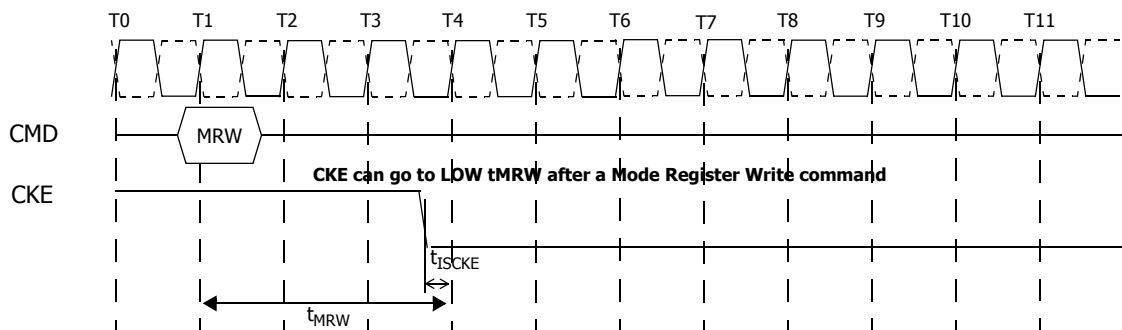 T0 T1 T2 T3 T4 T5 T6 T7 T8 T9 T10 T11
CMD MRW
CKE can go to LOW tMRW after a Mode Register Write command
CKE
tISCKE
tMRW